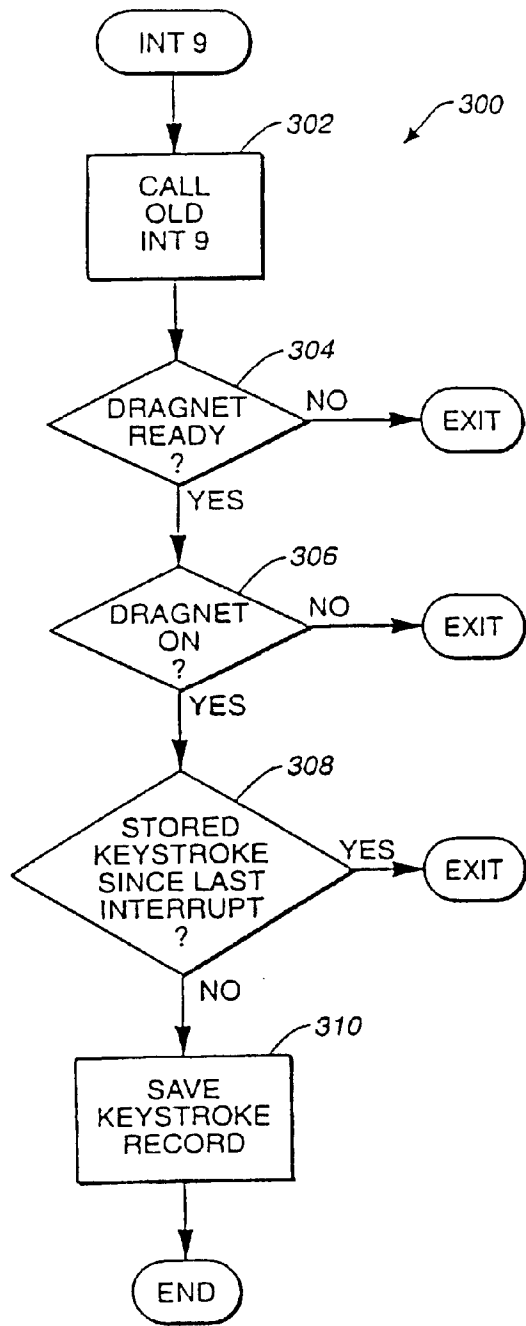 INT 9
302
300
CALL
OLD
INT 9
304
DRAGNET
READY
?
NO
EXIT
YES
306
DRAGNET
ON
?
NO
EXIT
YES
308
STORED
KEYSTROKE
SINCE LAST
INTERRUPT
?
YES
EXIT
NO
310
SAVE
KEYSTROKE
RECORD
END